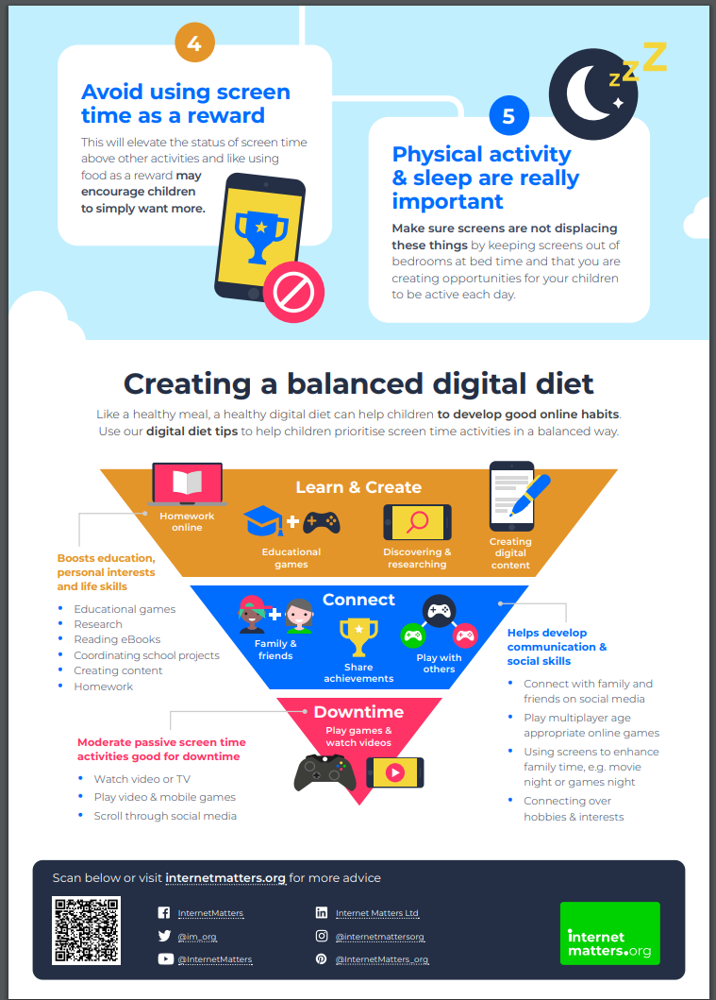 4
Avoid using screen
time as a reward
This will elevate the status of screen time
above other activities and like using
food as a reward may
encourage children
to simply want more.
z z Z
5
Physical activity
& sleep are really
important
Make sure screens are not displacing
these things by keeping screens out of
bedrooms at bed time and that you are
creating opportunities for your children
to be active each day.
Creating a balanced digital diet
Like a healthy meal, a healthy digital diet can help children to develop good online habits.
Use our digital diet tips to help children prioritise screen time activities in a balanced way.
Learn & Create
Homework
online
Educational
games
Discovering &
researching
Creating
digital
content
Boosts education,
personal interests
and life skills
• Educational games
• Research
• Reading eBooks
• Coordinating school projects
• Creating content
• Homework
Connect
Family &
friends
Share
achievements
Play with
others
Helps develop
communication &
social skills
• Connect with family and
friends on social media
• Play multiplayer age
appropriate online games
• Using screens to enhance
family time, e.g. movie
night or games night
• Connecting over
hobbies & interests
Downtime
Play games &
watch videos
Moderate passive screen time
activities good for downtime
• Watch video or TV
• Play video & mobile games
• Scroll through social media
Scan below or visit internetmatters.org for more advice
InternetMatters
@im_org
@InternetMatters
Internet Matters Ltd
@internetmattersorg
@InternetMatters_org
internet
matters.org